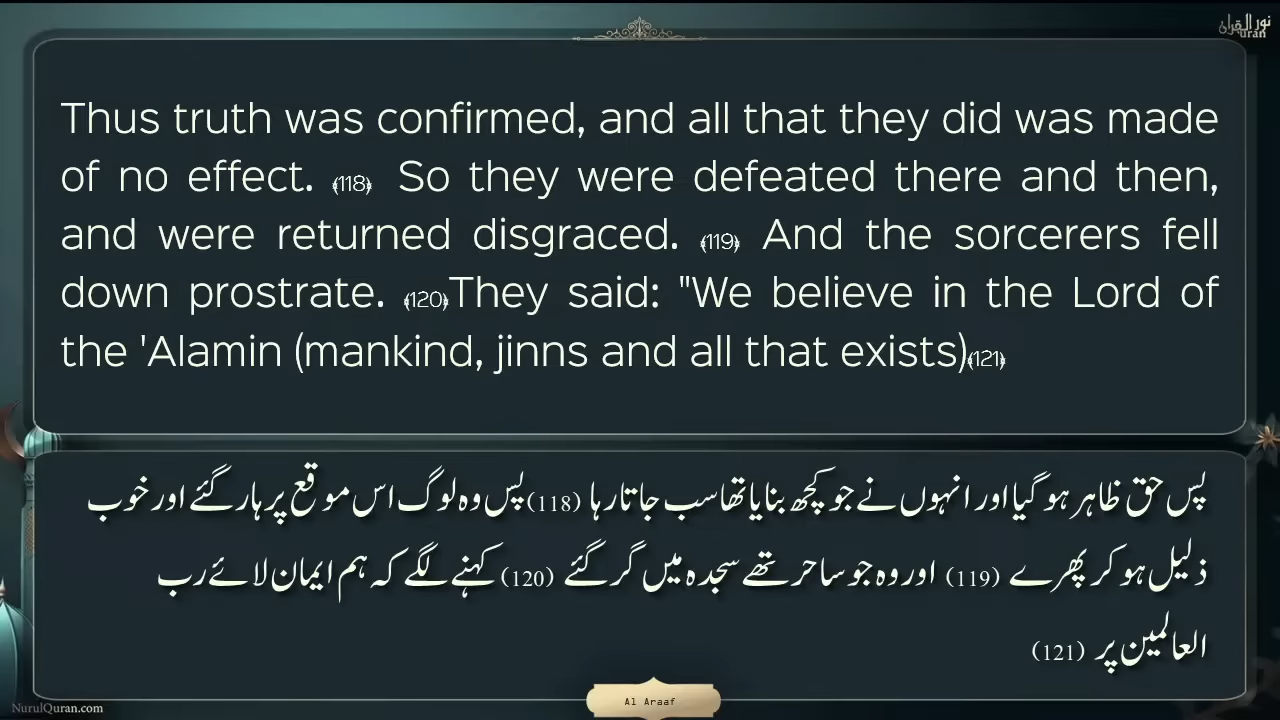 نور القرآن
uran
Thus truth was confirmed, and all that they did was made
of no effect. ﴾118﴿ So they were defeated there and then,
and were returned disgraced. ﴾119﴿ And the sorcerers fell
down prostrate. ﴾120﴿They said: "We believe in the Lord of
the 'Alamin (mankind, jinns and all that exists)﴾121﴿
پس حق ظاہر ہو گیا اور انہوں نے جو کچھ بنایا تھا سب جاتا رہا (118) پس وہ لوگ اس موقع پر ہار گئے اور خوب
ذلیل ہو کر پھرے (119) اور وہ جو ساحر تھے سجدہ میں گر گئے (120) کہنے لگے کہ ہم ایمان لائے رب
العالمین پر (121)
Al Araaf
NurulQuran.com